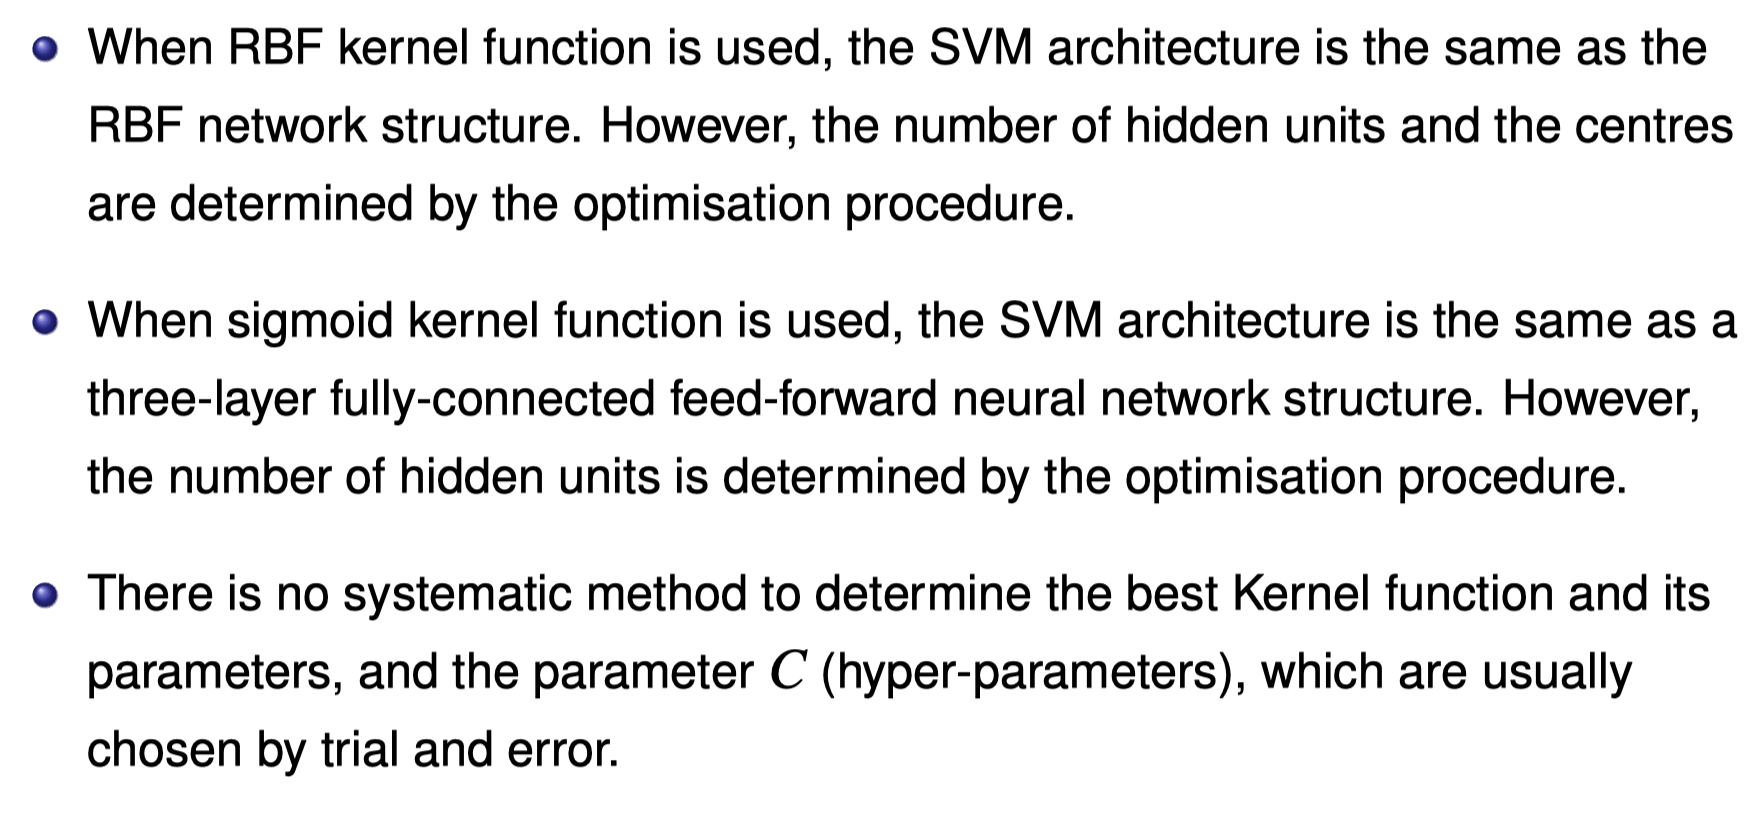 When RBF kernel function is used, the SVM architecture is the same as the
RBF network structure. However, the number of hidden units and the centres
are determined by the optimisation procedure.
When sigmoid kernel function is used, the SVM architecture is the same as a
three-layer fully-connected feed-forward neural network structure. However,
the number of hidden units is determined by the optimisation procedure.
There is no systematic method to determine the best Kernel function and its
parameters, and the parameter C (hyper-parameters), which are usually
chosen by trial and error.